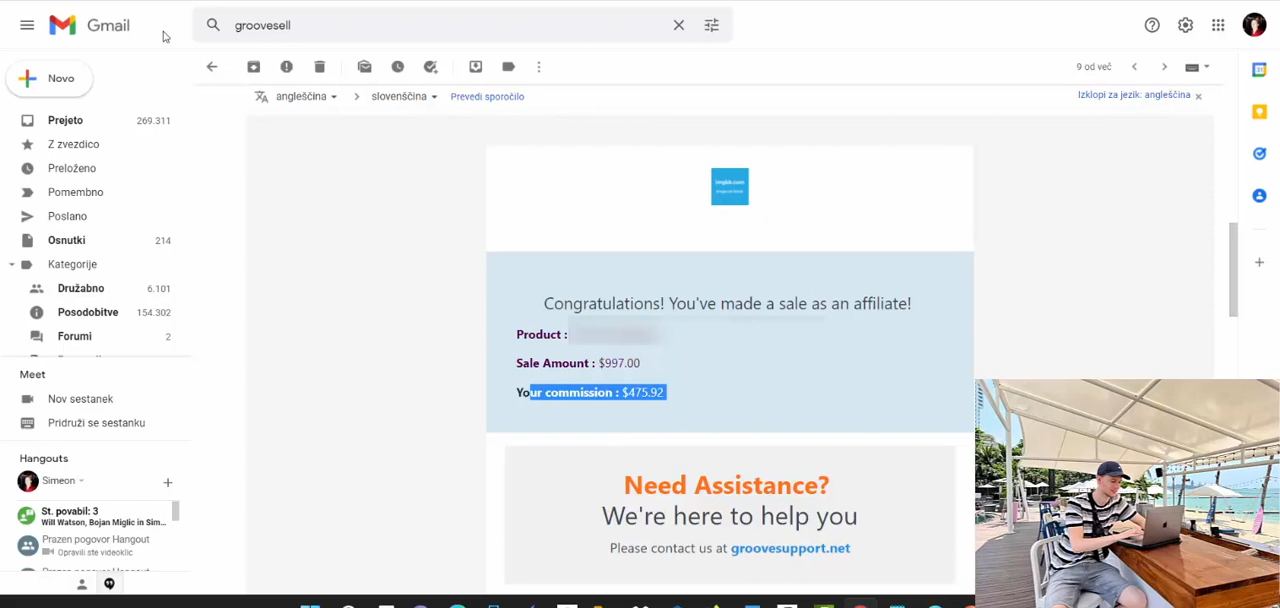 Gmail
groovesell
Novo
9 od več
angleščina
slovenščina
Prevedi sporočilo
Izklopi za jezik: angleščina
Prejeto 269.311
Z zvezdico
Preloženo
Pomembno
Poslano
Osnutki 214
Kategorije
Družabno 6.101
Posodobitve 154.302
Forumi 2
Meet
Nov sestanek
Pridruži se sestanku
Hangouts
Simeon
St. povabil: 3
Will Watson, Bojan Miglic in Sim...
Prazen pogovor Hangout
Opravili ste videoklic
Congratulations! You've made a sale as an affiliate!
Product :
Sale Amount : $997.00
Your commission : $475.92
Need Assistance?
We're here to help you
Please contact us at groovesupport.net